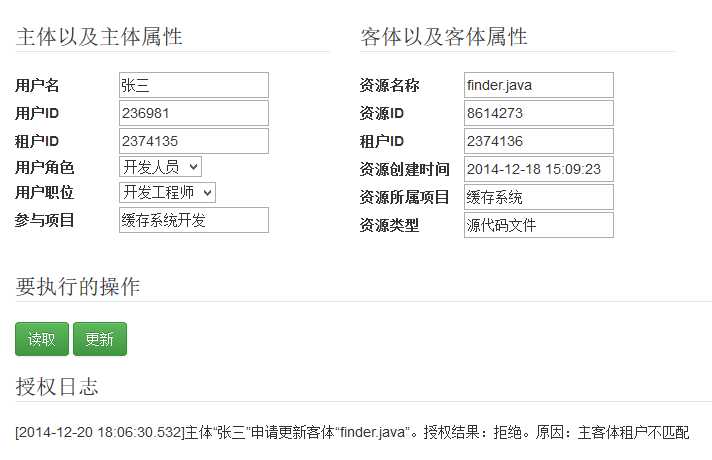 主体以及主体属性
用户名 张三
用户ID 236981
租户ID 2374135
用户角色 开发人员
用户职位 开发工程师
参与项目 缓存系统开发
客体以及客体属性
资源名称 finder.java
资源ID 8614273
租户ID 2374136
资源创建时间 2014-12-18 15:09:23
资源所属项目 缓存系统
资源类型 源代码文件
要执行的操作
读取 更新
授权日志
[2014-12-20 18:06:30.532]主体“张三”申请更新客体“finder.java”。授权结果：拒绝。原因：主客体租户不匹配